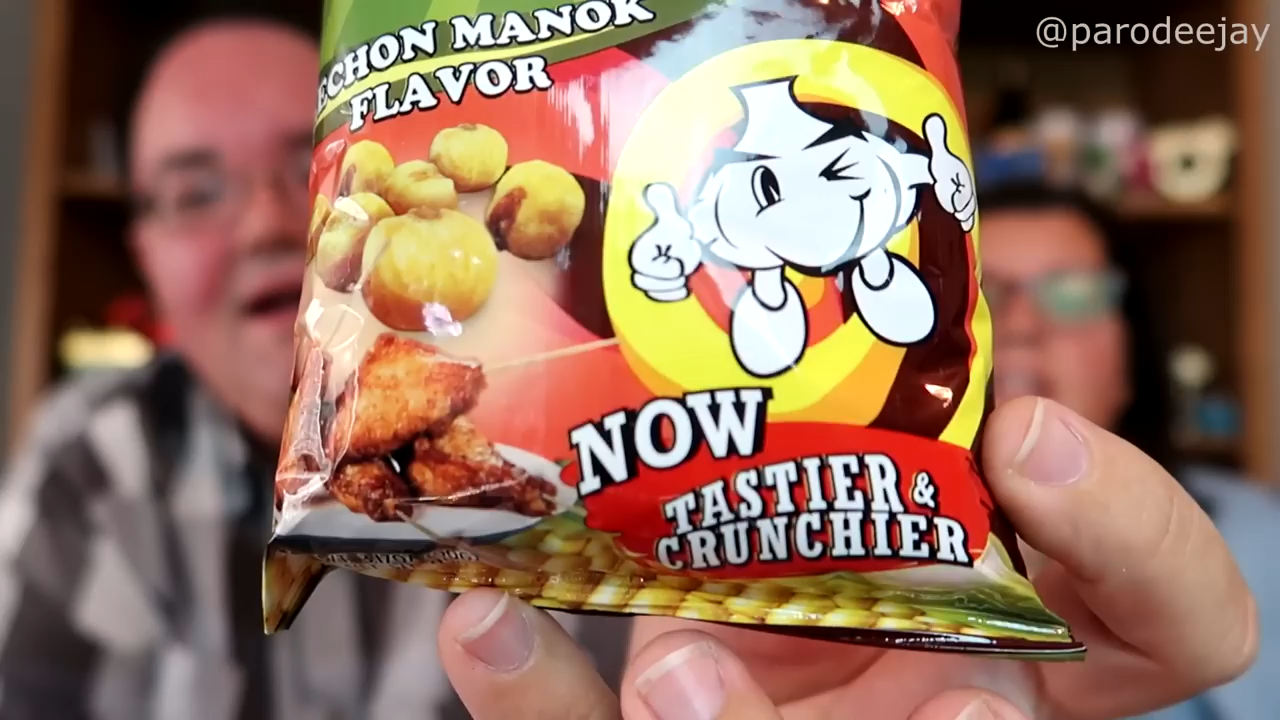 @parodeejay
ECHON MANOK
FLAVOR
NOW
TASTIER &
CRUNCHIER